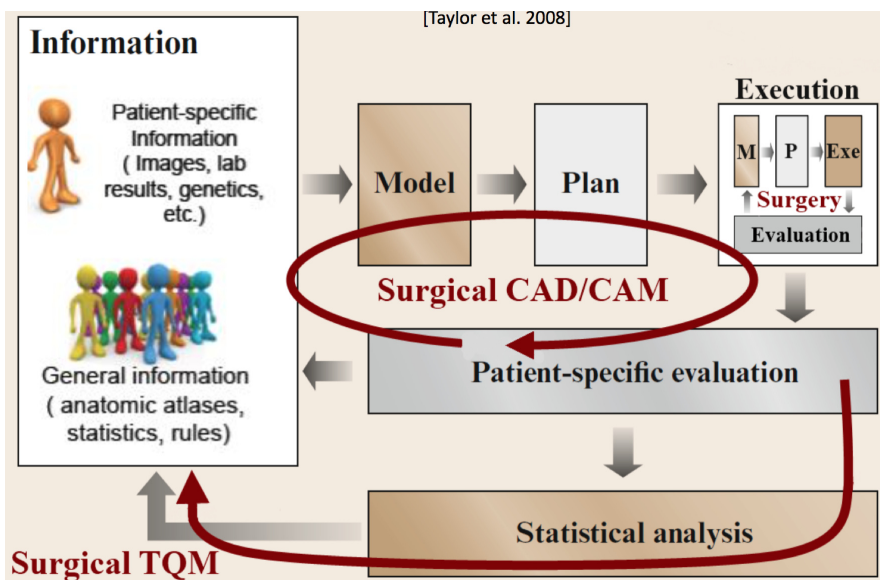 [Taylor et al. 2008]
Information
Patient-specific
Information
( Images, lab
results, genetics,
etc.)
General information
( anatomic atlases,
statistics, rules)
Model
Plan
Execution
M
P
Exe
Surgery
Evaluation
Surgical CAD/CAM
Patient-specific evaluation
Statistical analysis
Surgical TQM